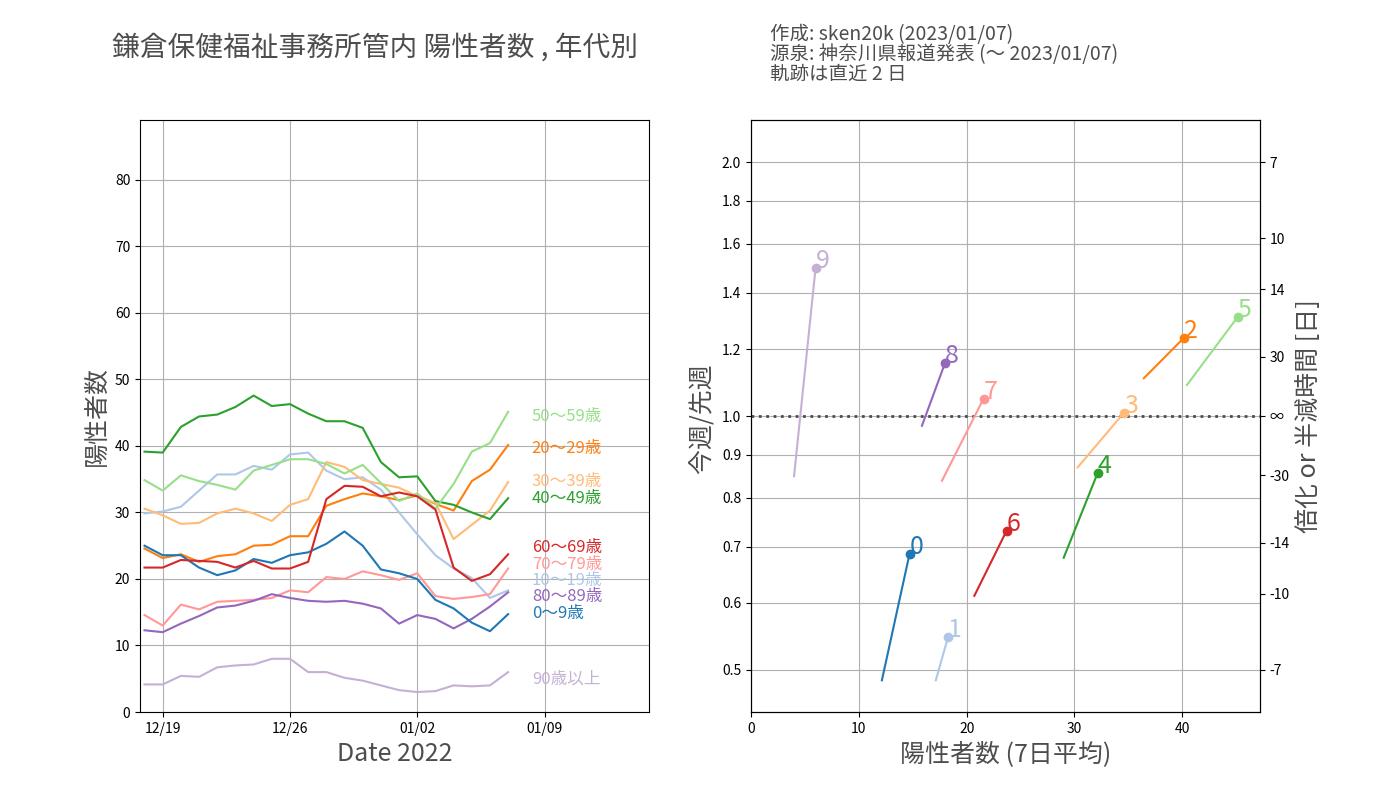 鎌倉保健福祉事務所管内 陽性者数 , 年代別
作成: sken20k (2023/01/07)
源泉: 神奈川県報道発表 (〜 2023/01/07)
軌跡は直近 2 日
陽性者数
80
70
60
50
40
30
20
10
0
12/19
12/26
01/02
01/09
Date 2022
50〜59歳
20〜29歳
30〜39歳
40〜49歳
60〜69歳
70〜79歳
10〜19歳
80〜89歳
0〜9歳
90歳以上
今週/先週
2.0
1.8
1.6
1.4
1.2
1.0
0.9
0.8
0.7
0.6
0.5
9
5
2
8
7
3
4
6
0
1
0
10
20
30
40
陽性者数 (7日平均)
7
10
14
30
∞
-30
-14
-10
-7
倍化 or 半減時間 [日]